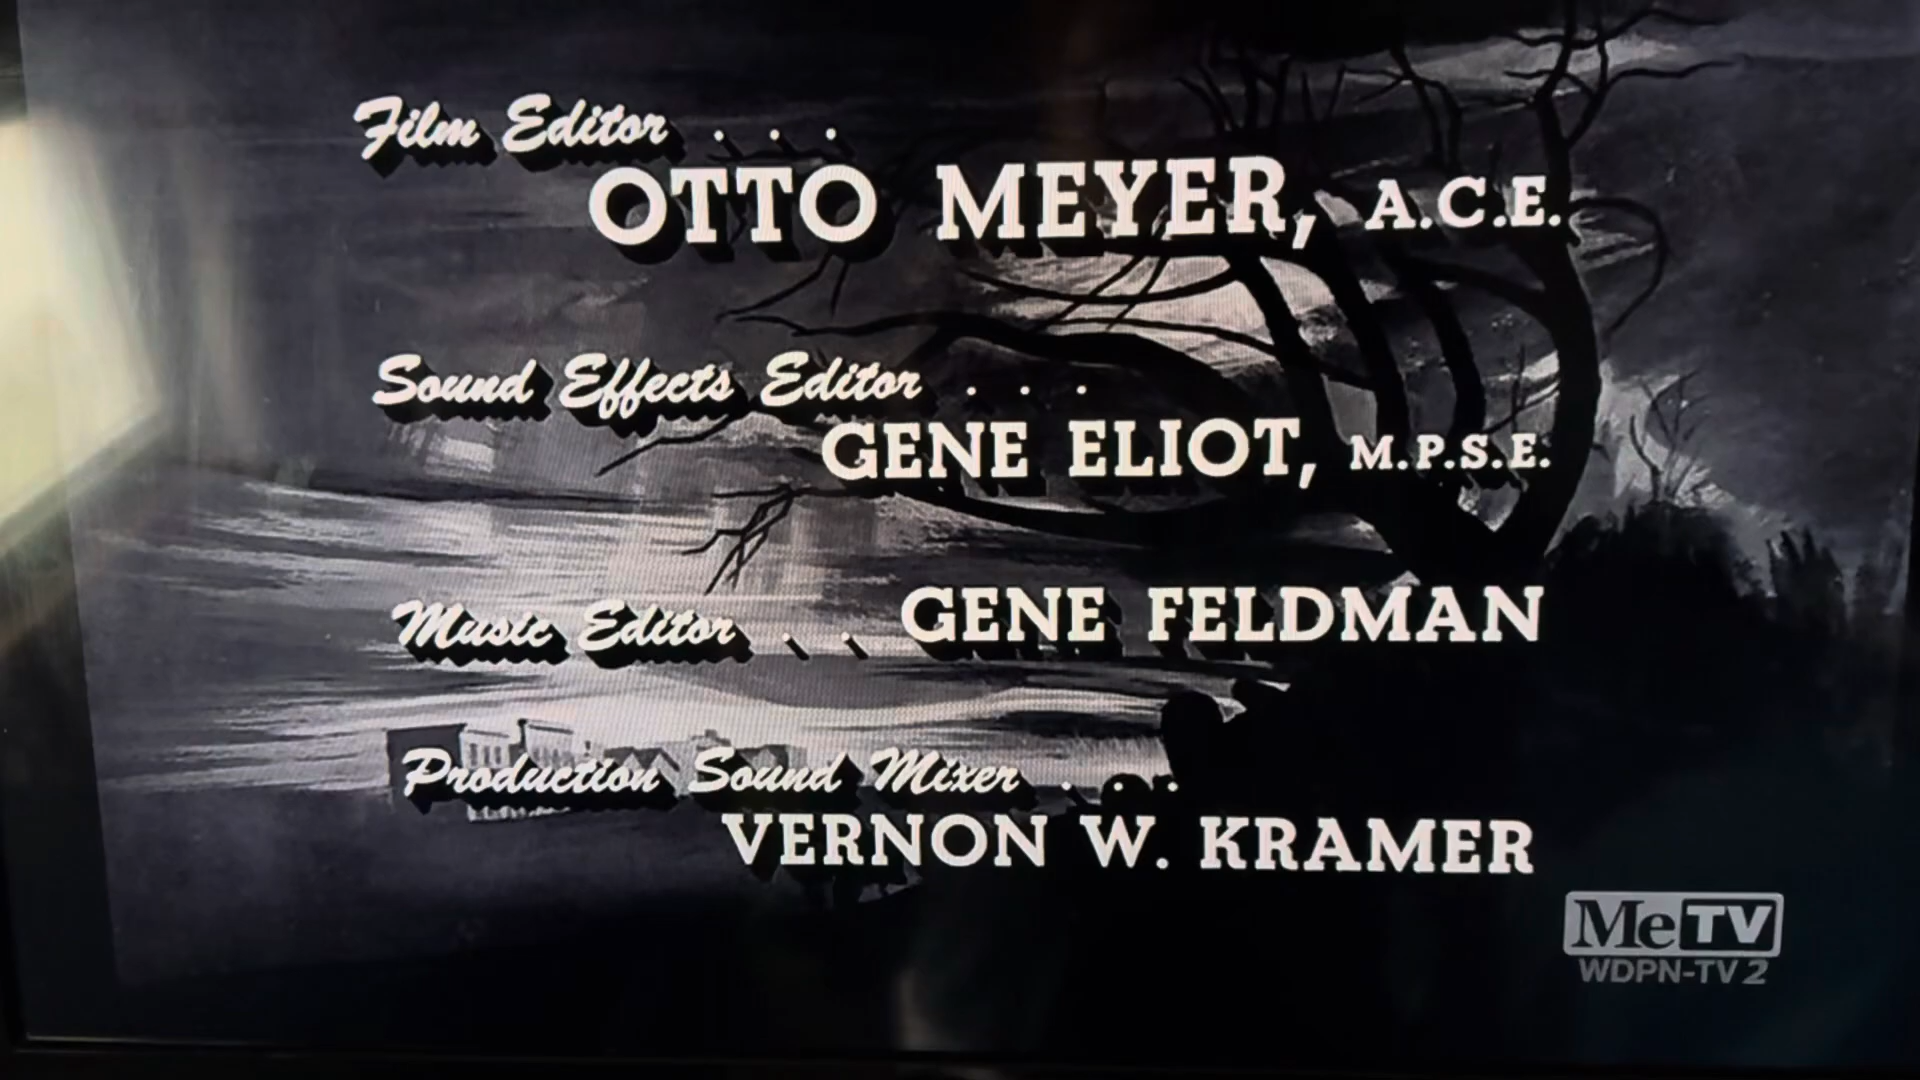 Film Editor . . .
OTTO MEYER, A.C.E.
Sound Effects Editor . . .
GENE ELIOT, M.P.S.E.
Music Editor . . GENE FELDMAN
Production Sound Mixer . . .
VERNON W. KRAMER
MeTV
WDPN-TV 2